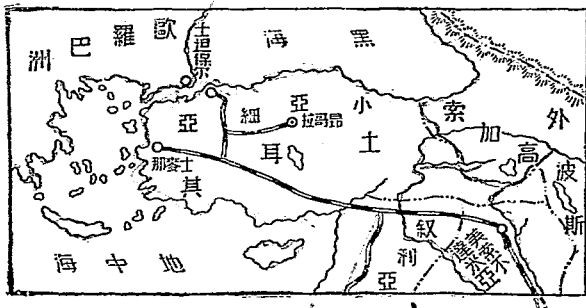 歐羅巴洲
黑海
小亞細亞
昂哥拉
土耳其
士麥那
外高加索
波斯
叙利亞
地中海